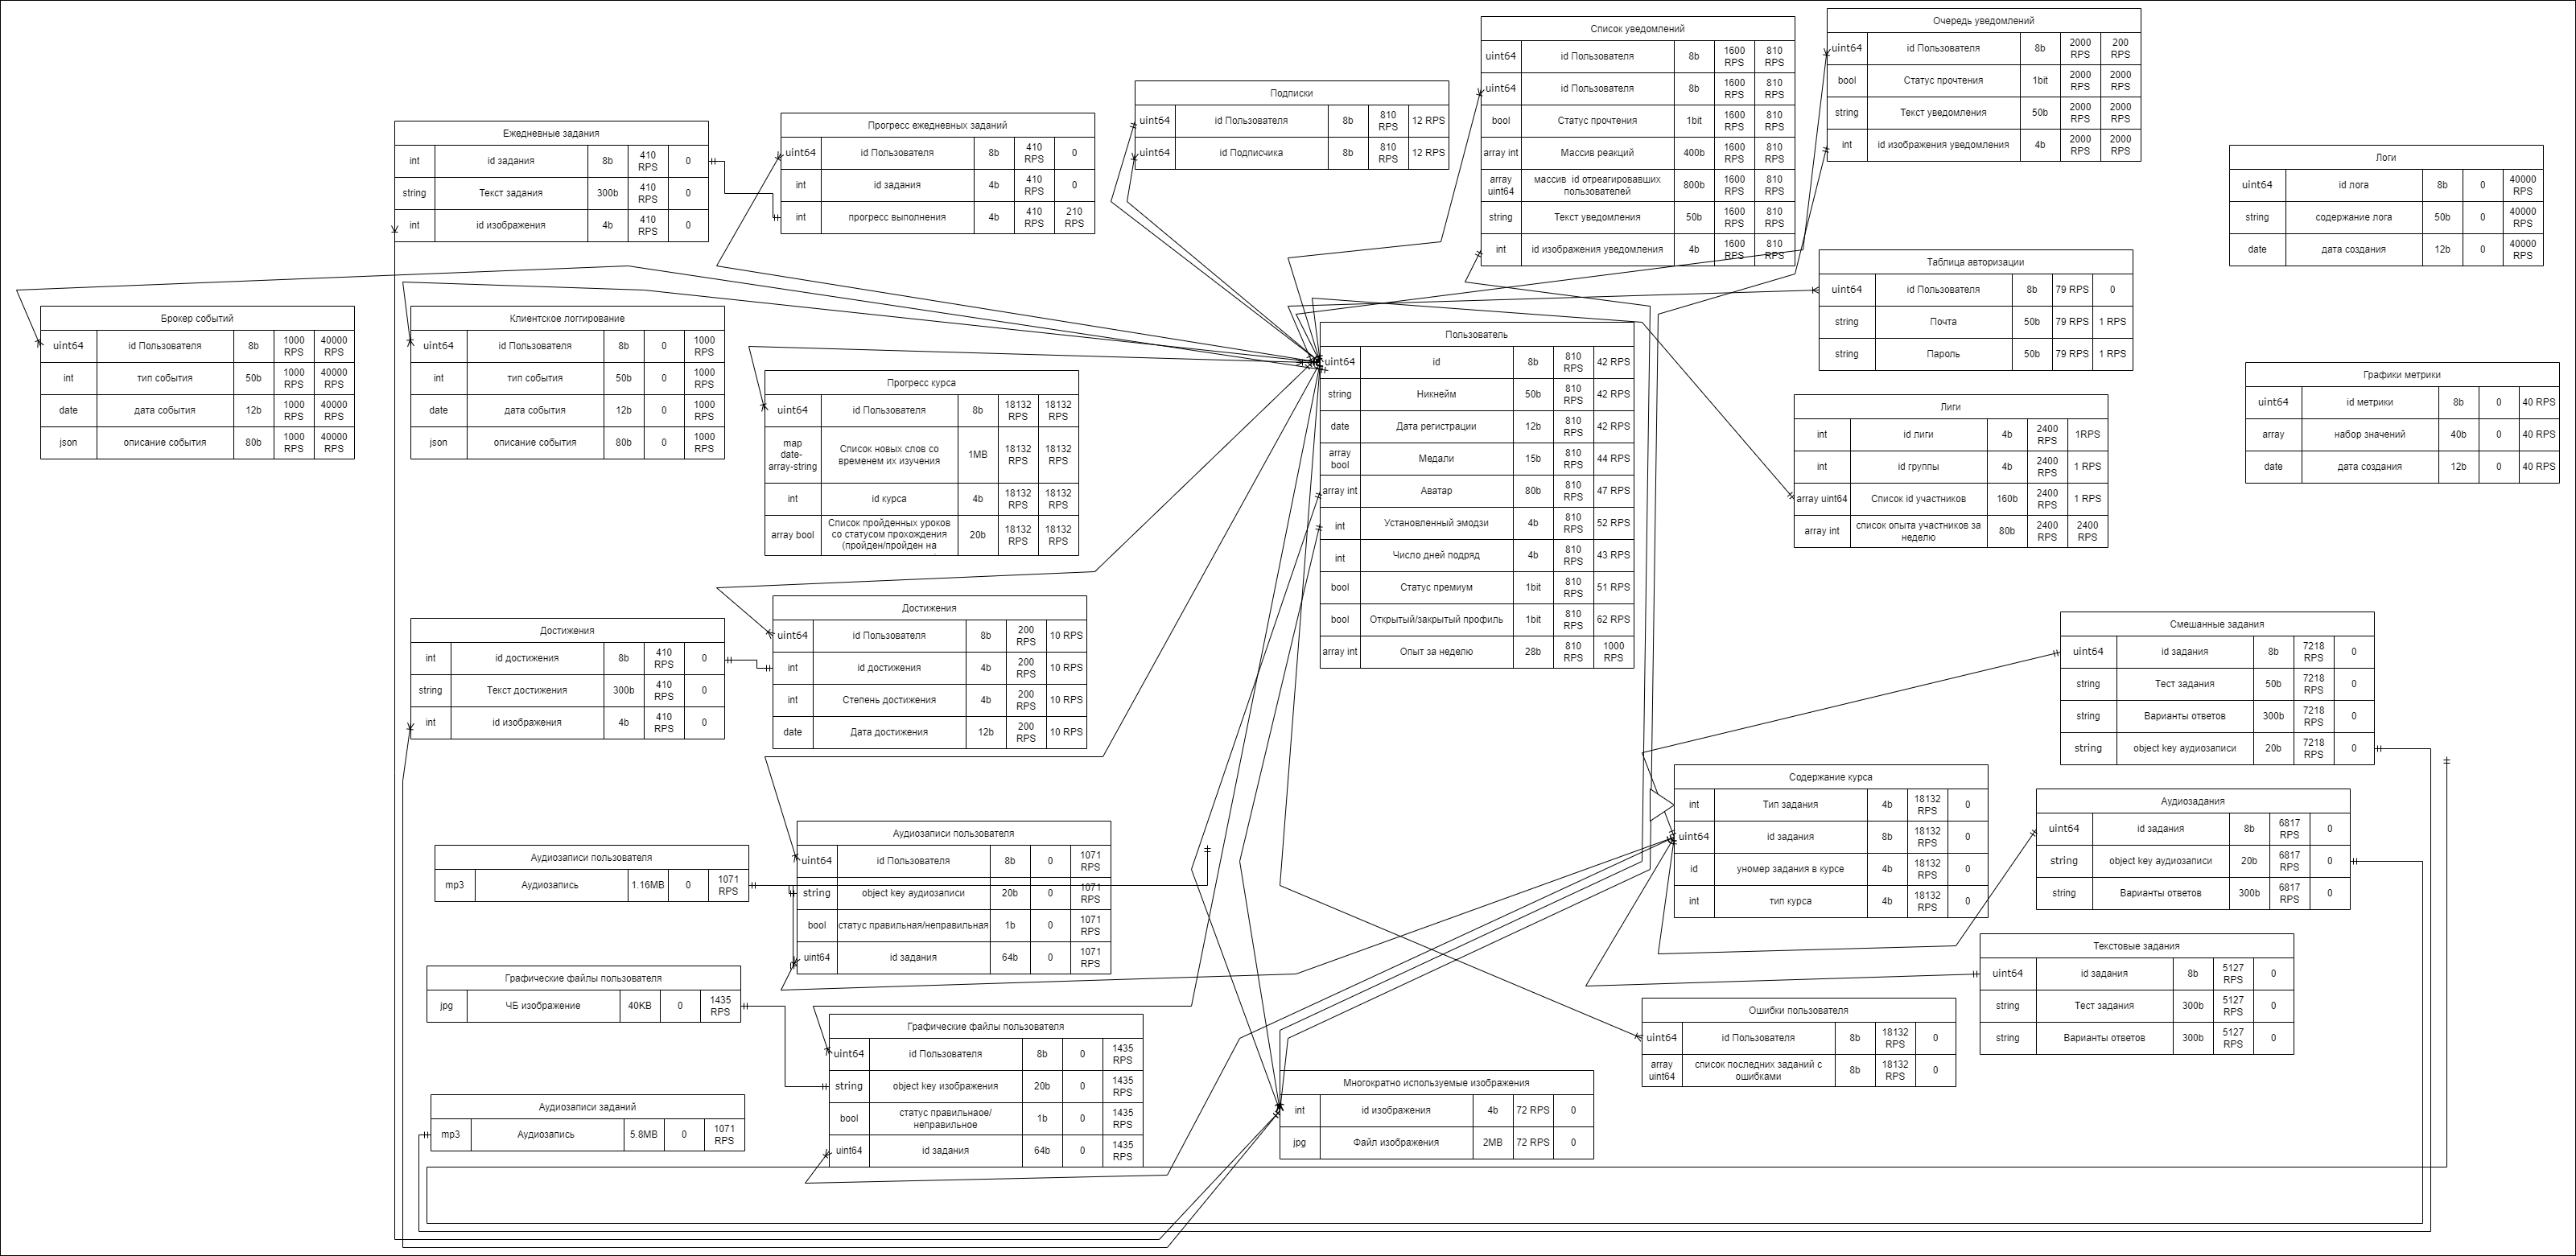 Ежедневные задания
int id задания 8b 410 RPS 0
string Текст задания 300b 410 RPS 0
int id изображения 4b 410 RPS 0
Прогресс ежедневных заданий
uint64 id Пользователя 8b 410 RPS 0
int id задания 4b 410 RPS 0
int прогресс выполнения 4b 410 RPS 210 RPS
Подписки
uint64 id Пользователя 8b 810 RPS 12 RPS
uint64 id Подписчика 8b 810 RPS 12 RPS
Список уведомлений
uint64 id Пользователя 8b 1600 RPS 810 RPS
uint64 id Пользователя 8b 1600 RPS 810 RPS
bool Статус прочтения 1bit 1600 RPS 810 RPS
array int Массив реакций 400b 1600 RPS 810 RPS
array uint64 массив id отреагировавших пользователей 800b 1600 RPS 810 RPS
string Текст уведомления 50b 1600 RPS 810 RPS
int id изображения уведомления 4b 1600 RPS 810 RPS
Очередь уведомлений
uint64 id Пользователя 8b 2000 RPS 200 RPS
bool Статус прочтения 1bit 2000 RPS 2000 RPS
string Текст уведомления 50b 2000 RPS 2000 RPS
int id изображения уведомления 4b 2000 RPS 2000 RPS
Логи
uint64 id лога 8b 0 40000 RPS
string содержание лога 50b 0 40000 RPS
date дата создания 12b 0 40000 RPS
Таблица авторизации
uint64 id Пользователя 8b 79 RPS 0
string Почта 50b 79 RPS 1 RPS
string Пароль 50b 79 RPS 1 RPS
Брокер событий
uint64 id Пользователя 8b 1000 RPS 40000 RPS
int тип события 50b 1000 RPS 40000 RPS
date дата события 12b 1000 RPS 40000 RPS
json описание события 80b 1000 RPS 40000 RPS
Клиентское логгирование
uint64 id Пользователя 8b 0 1000 RPS
int тип события 50b 0 1000 RPS
date дата события 12b 0 1000 RPS
json описание события 80b 0 1000 RPS
Прогресс курса
uint64 id Пользователя 8b 18132 RPS 18132 RPS
map date-array-string Список новых слов со временем их изучения 1MB 18132 RPS 18132 RPS
int id курса 4b 18132 RPS 18132 RPS
array bool Список пройденных уроков со статусом прохождения (пройден/пройден на 20b 18132 RPS 18132 RPS
Пользователь
uint64 id 8b 810 RPS 42 RPS
string Никнейм 50b 810 RPS 42 RPS
date Дата регистрации 12b 810 RPS 42 RPS
array bool Медали 15b 810 RPS 44 RPS
array int Аватар 80b 810 RPS 47 RPS
int Установленный эмодзи 4b 810 RPS 52 RPS
int Число дней подряд 4b 810 RPS 43 RPS
bool Статус премиум 1bit 810 RPS 51 RPS
bool Открытый/закрытый профиль 1bit 810 RPS 62 RPS
array int Опыт за неделю 28b 810 RPS 1000 RPS
Лиги
int id лиги 4b 2400 RPS 1RPS
int id группы 4b 2400 RPS 1 RPS
array uint64 Список id участников 160b 2400 RPS 1 RPS
array int список опыта участников за неделю 80b 2400 RPS 2400 RPS
Графики метрики
uint64 id метрики 8b 0 40 RPS
array набор значений 40b 0 40 RPS
date дата создания 12b 0 40 RPS
Достижения
int id достижения 8b 410 RPS 0
string Текст достижения 300b 410 RPS 0
int id изображения 4b 410 RPS 0
Достижения
uint64 id Пользователя 8b 200 RPS 10 RPS
int id достижения 4b 200 RPS 10 RPS
int Степень достижения 4b 200 RPS 10 RPS
date Дата достижения 12b 200 RPS 10 RPS
Смешанные задания
uint64 id задания 8b 7218 RPS 0
string Тест задания 50b 7218 RPS 0
string Варианты ответов 300b 7218 RPS 0
string object key аудиозаписи 20b 7218 RPS 0
Содержание курса
int Тип задания 4b 18132 RPS 0
uint64 id задания 8b 18132 RPS 0
id уномер задания в курсе 4b 18132 RPS 0
int тип курса 4b 18132 RPS 0
Аудиозадания
uint64 id задания 8b 6817 RPS 0
string object key аудиозаписи 20b 6817 RPS 0
string Варианты ответов 300b 6817 RPS 0
Аудиозаписи пользователя
mp3 Аудиозапись 1.16MB 0 1071 RPS
Аудиозаписи пользователя
uint64 id Пользователя 8b 0 1071 RPS
string object key аудиозаписи 20b 0 1071 RPS
bool статус правильная/неправильная 1b 0 1071 RPS
uint64 id задания 64b 0 1071 RPS
Текстовые задания
uint64 id задания 8b 5127 RPS 0
string Тест задания 300b 5127 RPS 0
string Варианты ответов 300b 5127 RPS 0
Графические файлы пользователя
jpg ЧБ изображение 40KB 0 1435 RPS
Графические файлы пользователя
uint64 id Пользователя 8b 0 1435 RPS
string object key изображения 20b 0 1435 RPS
bool статус правильнаое/ неправильное 1b 0 1435 RPS
uint64 id задания 64b 0 1435 RPS
Ошибки пользователя
uint64 id Пользователя 8b 18132 RPS 0
array uint64 список последних заданий с ошибками 8b 18132 RPS 0
Аудиозаписи заданий
mp3 Аудиозапись 5.8MB 0 1071 RPS
Многократно используемые изображения
int id изображения 4b 72 RPS 0
jpg Файл изображения 2MB 72 RPS 0